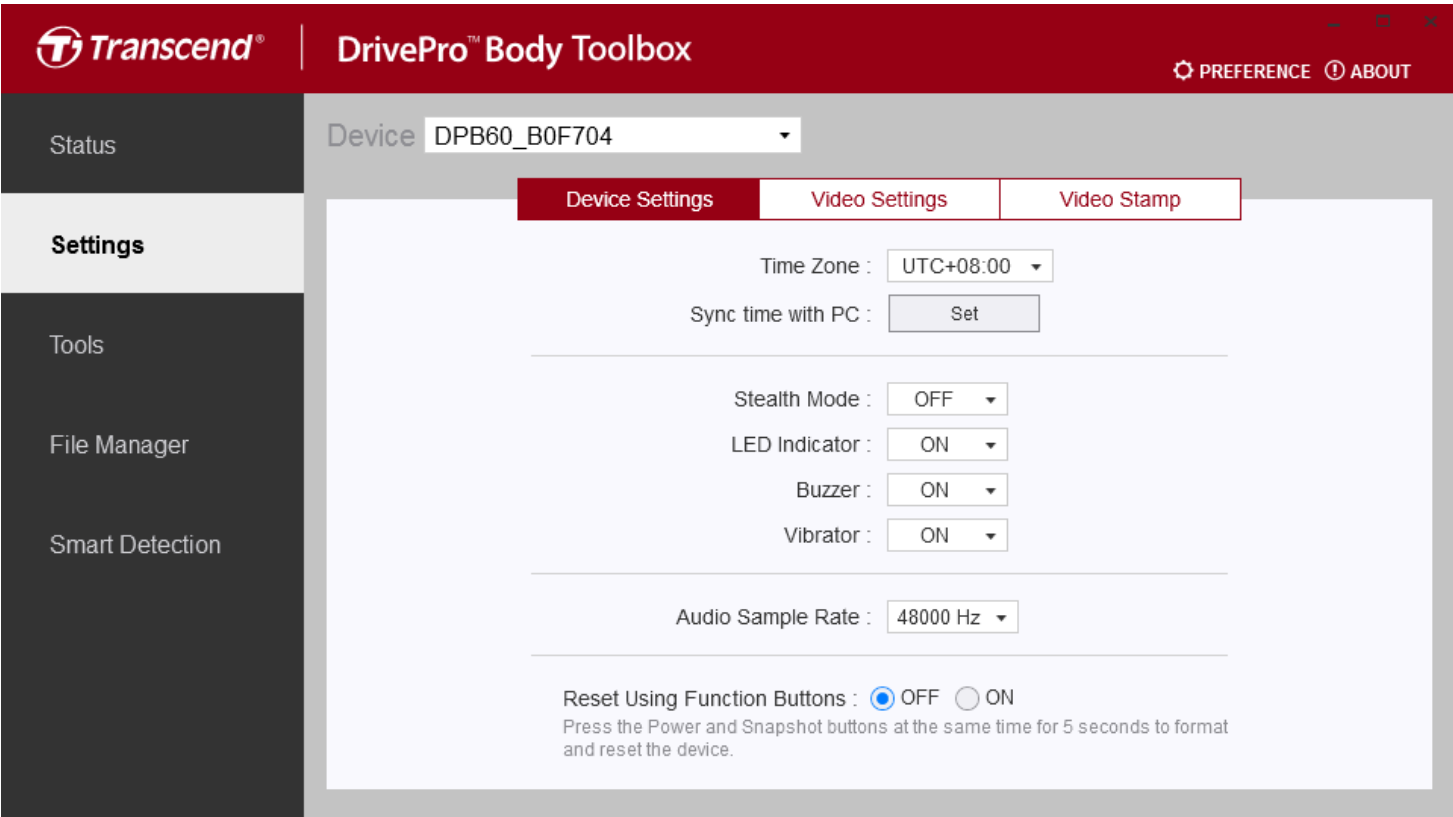 Transcend® DrivePro™ Body Toolbox
PREFERENCE ABOUT
Status
Settings
Tools
File Manager
Smart Detection
Device DPB60_B0F704
Device Settings Video Settings Video Stamp
Time Zone : UTC+08:00
Sync time with PC : Set
Stealth Mode : OFF
LED Indicator : ON
Buzzer : ON
Vibrator : ON
Audio Sample Rate : 48000 Hz
Reset Using Function Buttons : OFF ON
Press the Power and Snapshot buttons at the same time for 5 seconds to format
and reset the device.